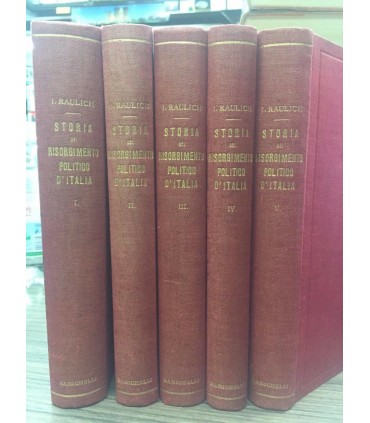 I. RAULICH
STORIA
DEL
RISORGIMENTO
POLITICO
D'ITALIA
I.
ZANICHELLI
I. RAULICH
STORIA
DEL
RISORGIMENTO
POLITICO
D'ITALIA
II.
I. RAULICH
STORIA
DEL
RISORGIMENTO
POLITICO
D'ITALIA
III.
ZANICHELLI
I. RAULICH
STORIA
DEL
RISORGIMENTO
POLITICO
D'ITALIA
IV.
ZANICHELLI
I. RAULICH
STORIA
DEL
RISORGIMENTO
POLITICO
D'ITALIA
V.
ZANICHELLI